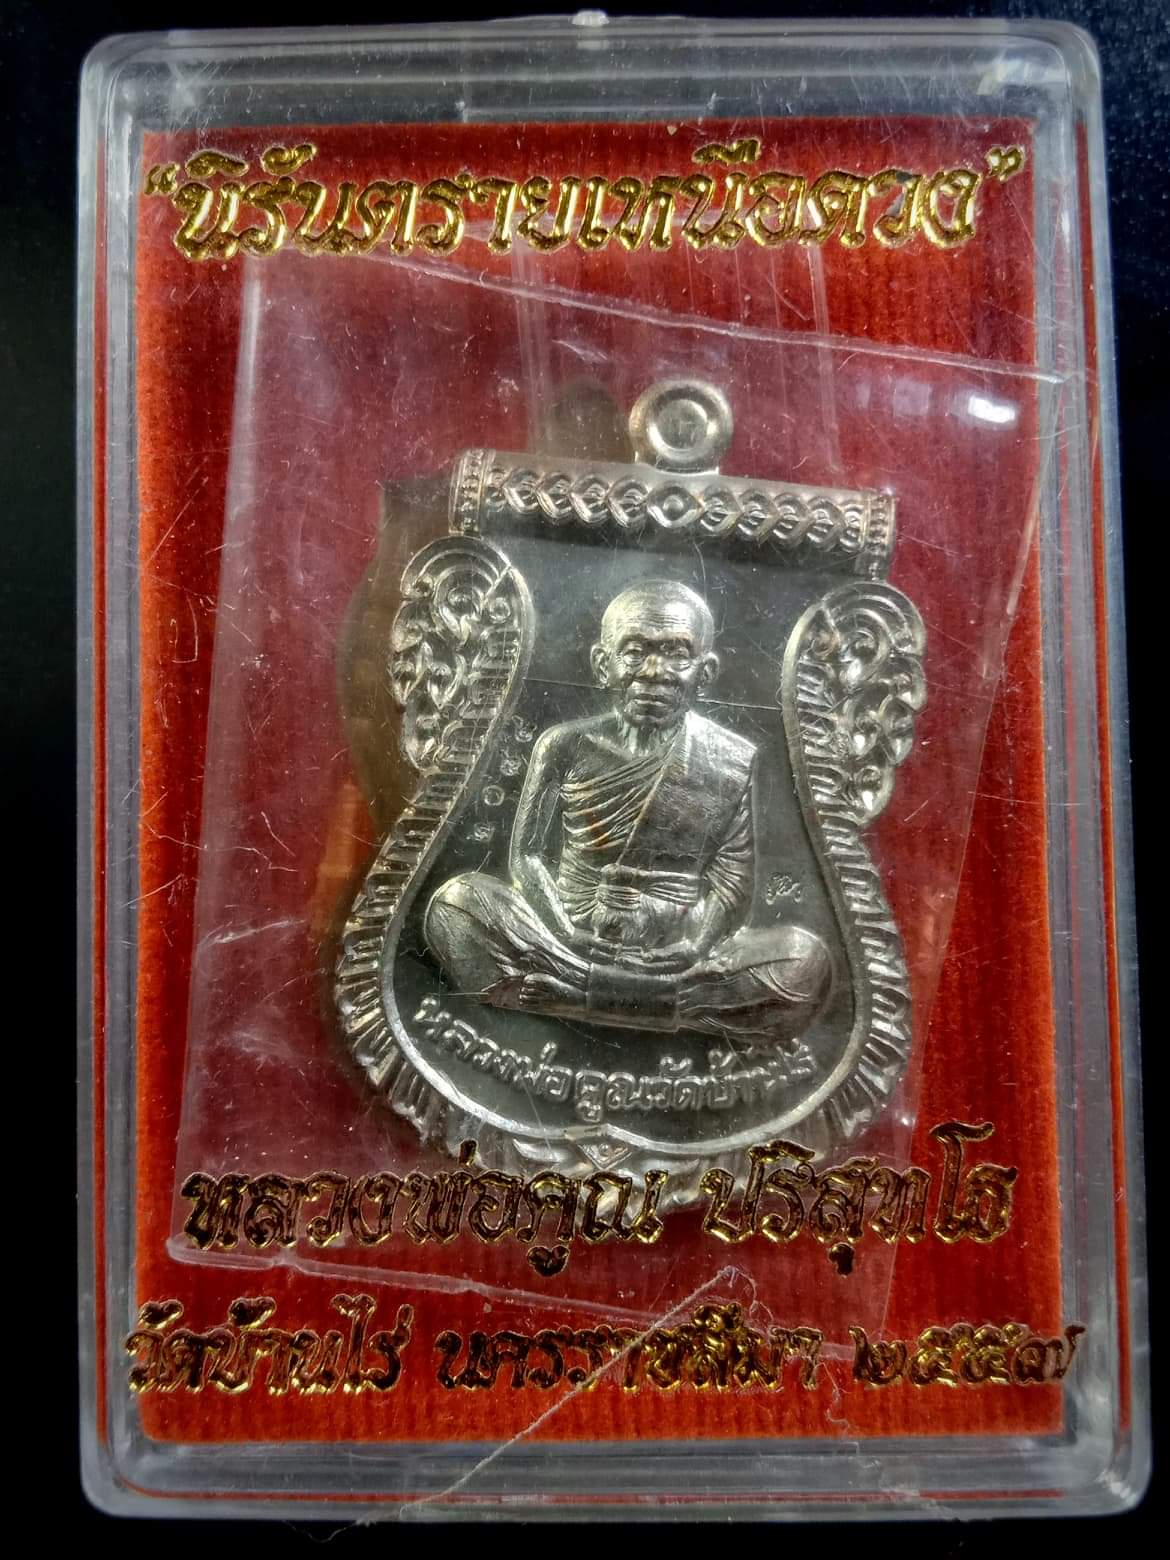 “นิรันตรายเหนือดวง”
หลวงพ่อคูณวัดบ้านไร่
หลวงพ่อคูณ ปริสุทโธ
วัดบ้านไร่ นครราชสีมา ๒๕๕๗